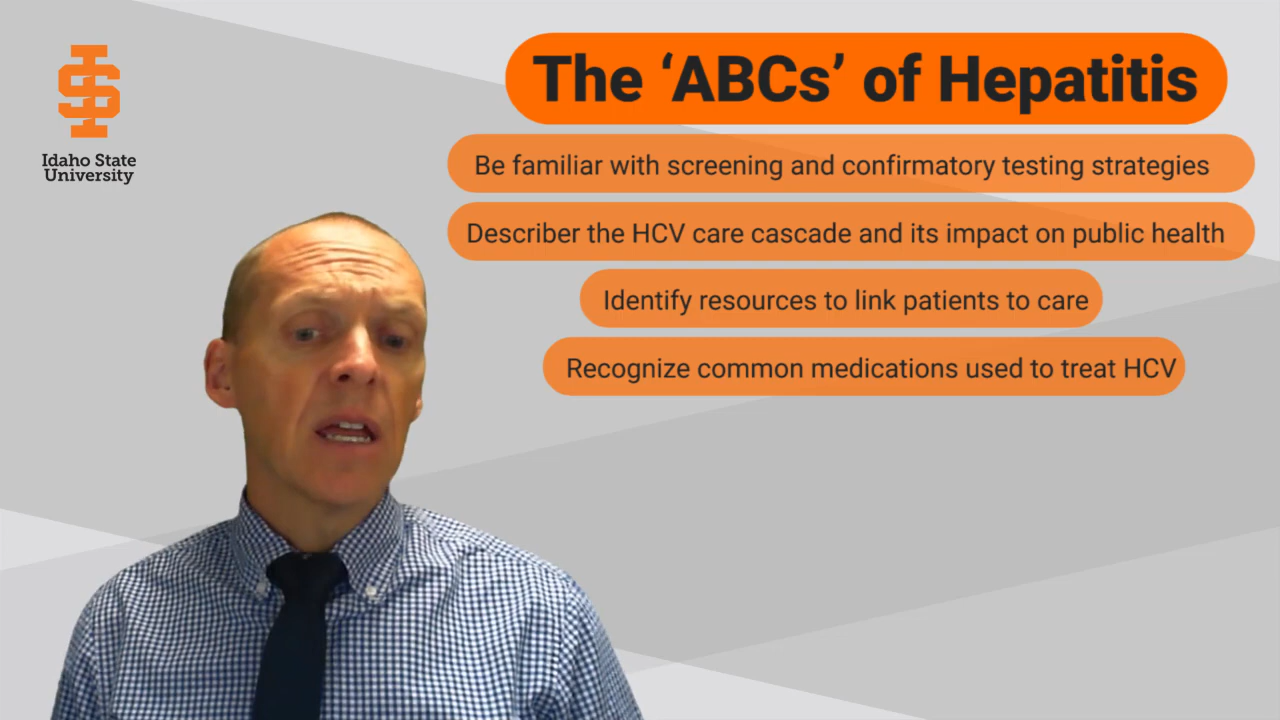 Idaho State
University
The ‘ABCs’ of Hepatitis
Be familiar with screening and confirmatory testing strategies
Describer the HCV care cascade and its impact on public health
Identify resources to link patients to care
Recognize common medications used to treat HCV